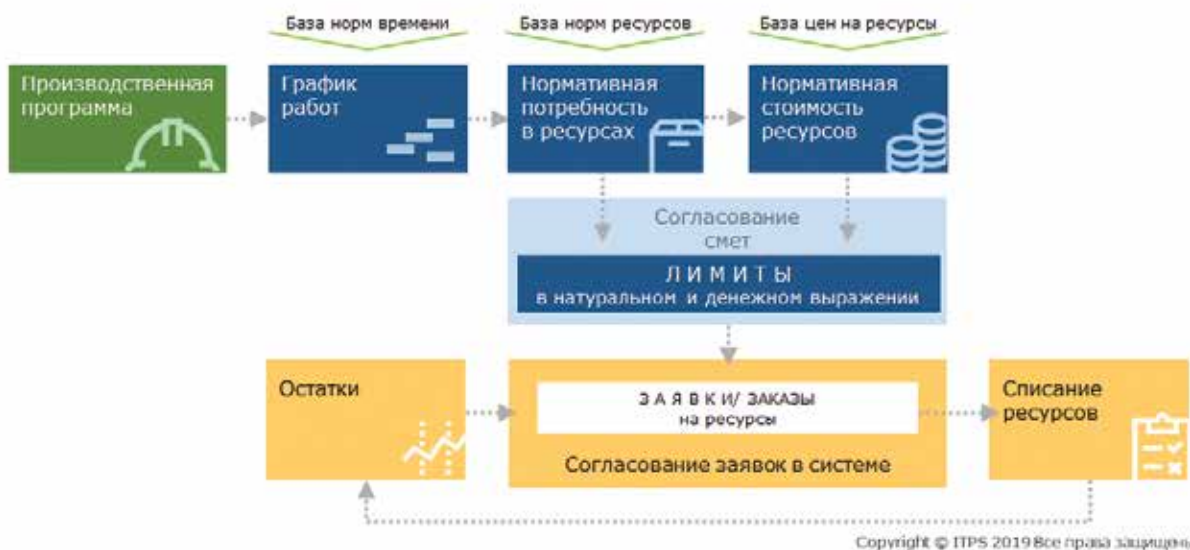 База норм времени
База норм ресурсов
База цен на ресурсы
Производственная
программа
График
работ
Нормативная
потребность
в ресурсах
Нормативная
стоимость
ресурсов
Согласование
смет
Л И М И Т Ы
в натуральном и денежном выражении
Остатки
З А Я В К И/ ЗАКАЗЫ
на ресурсы
Согласование заявок в системе
Списание
ресурсов
Copyright © ITPS 2019 Все права защищены